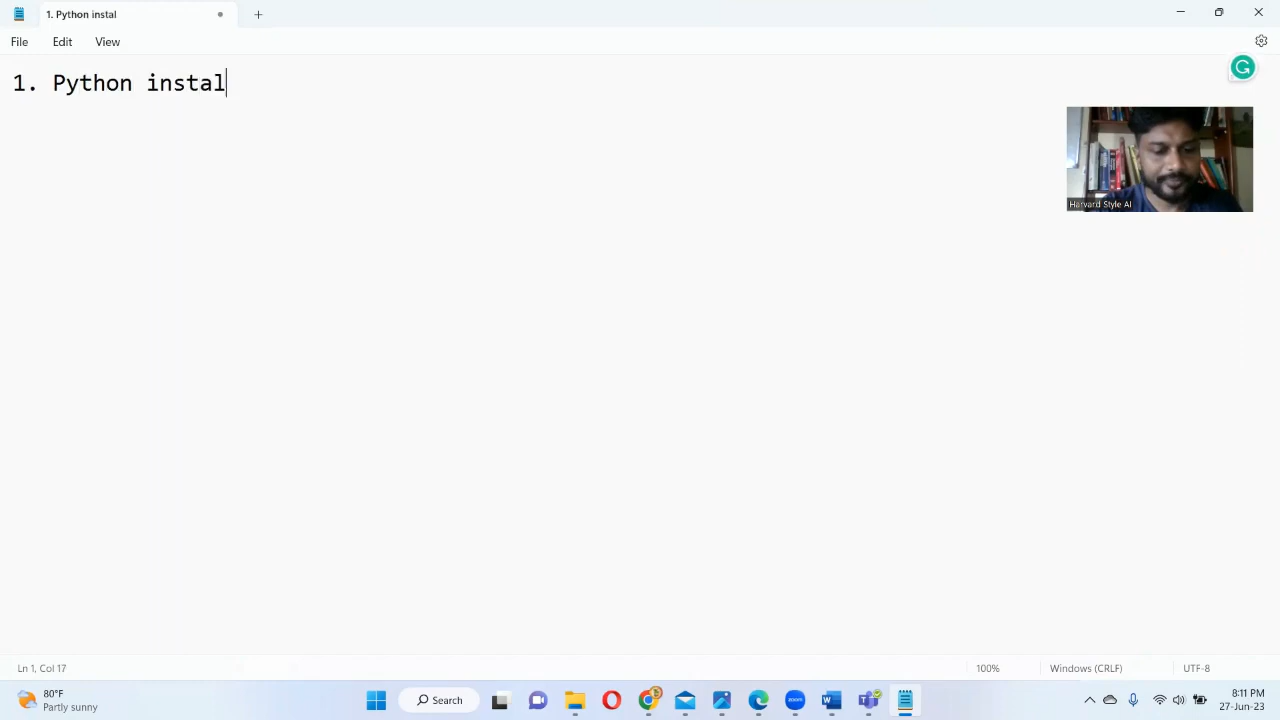 1. Python instal
File Edit View
1. Python instal
Harvard Style AI
Ln 1, Col 17
100%
Windows (CRLF)
UTF-8
80°F
Partly sunny
Search
8:11 PM
27-Jun-23